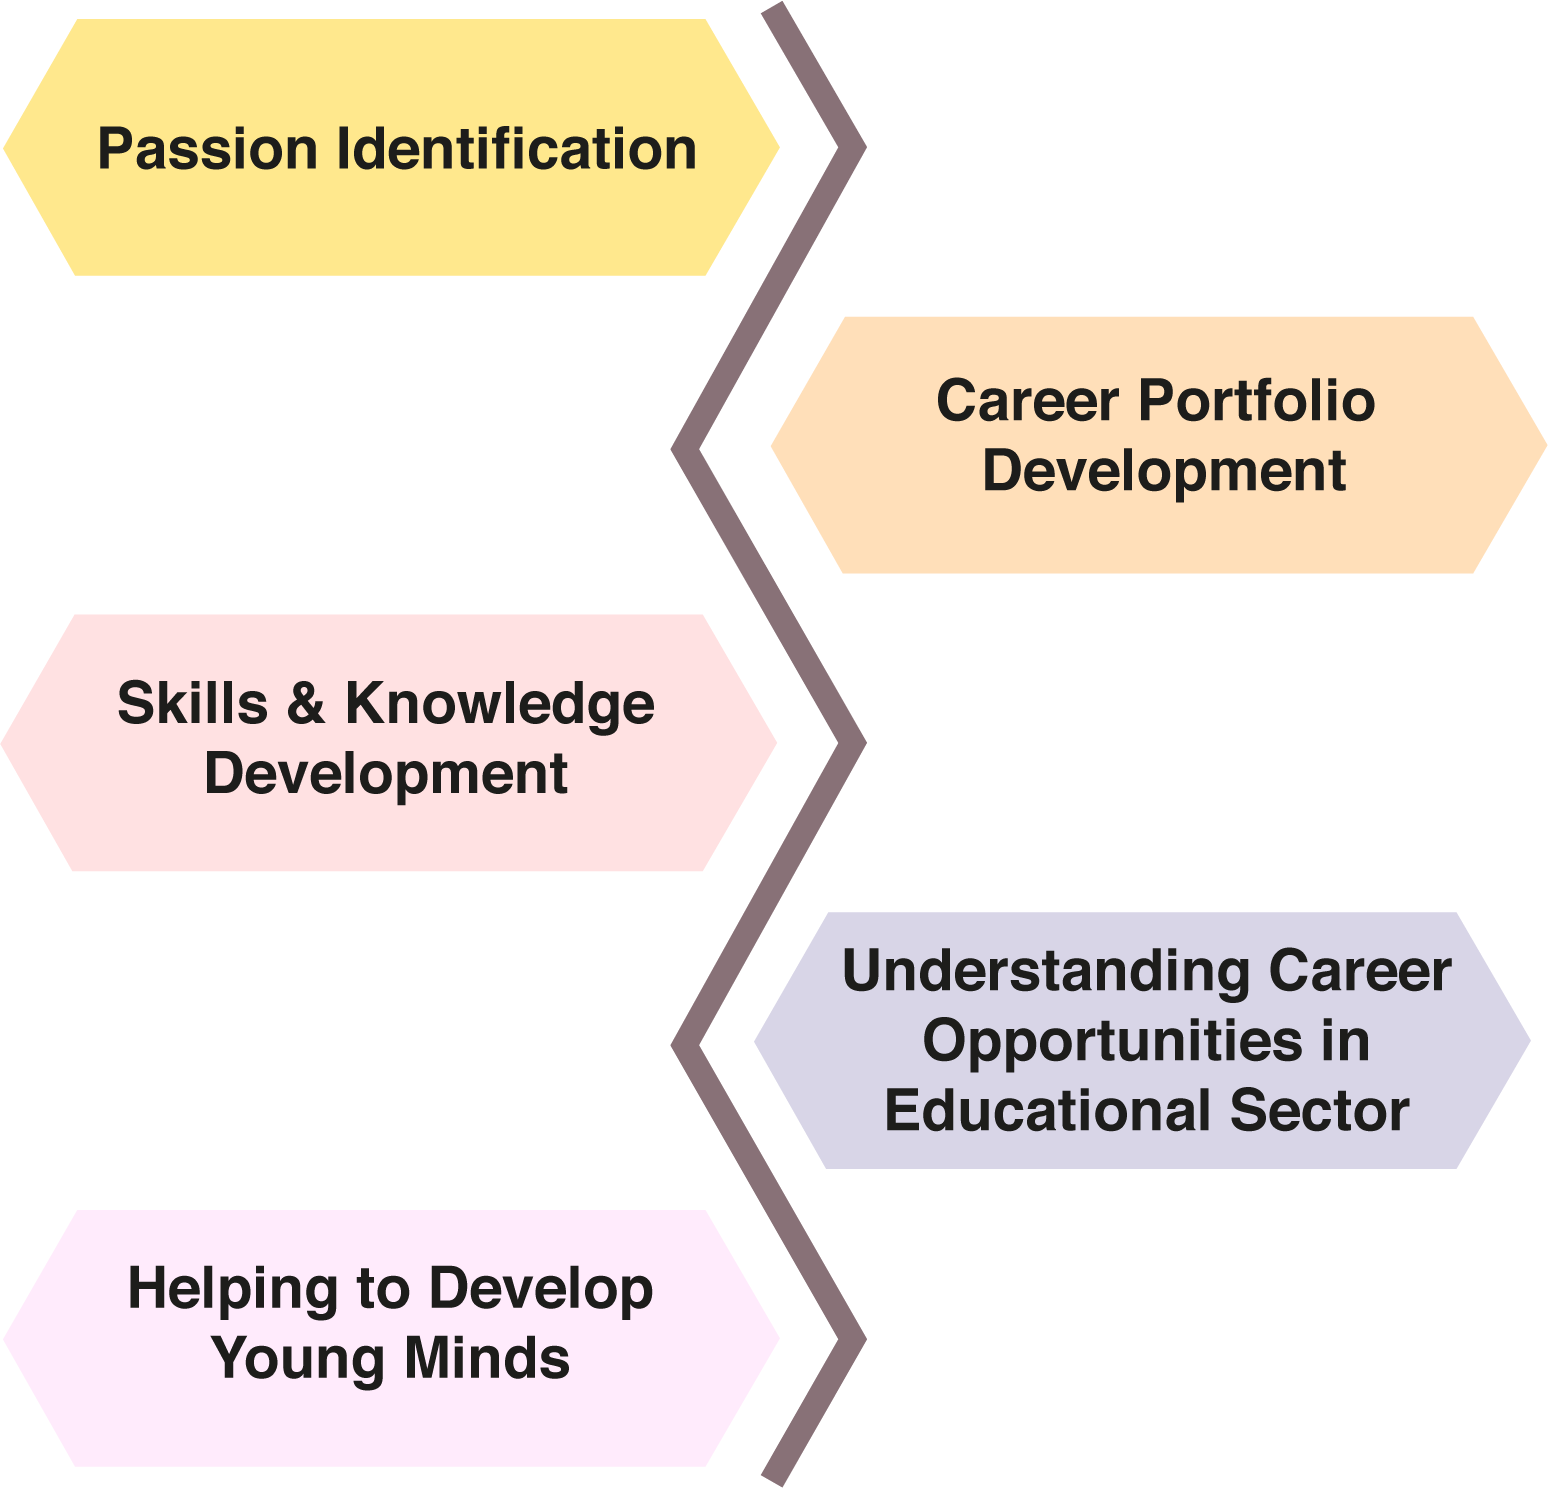 Passion Identification
Career Portfolio
Development
Skills & Knowledge
Development
Understanding Career
Opportunities in
Educational Sector
Helping to Develop
Young Minds